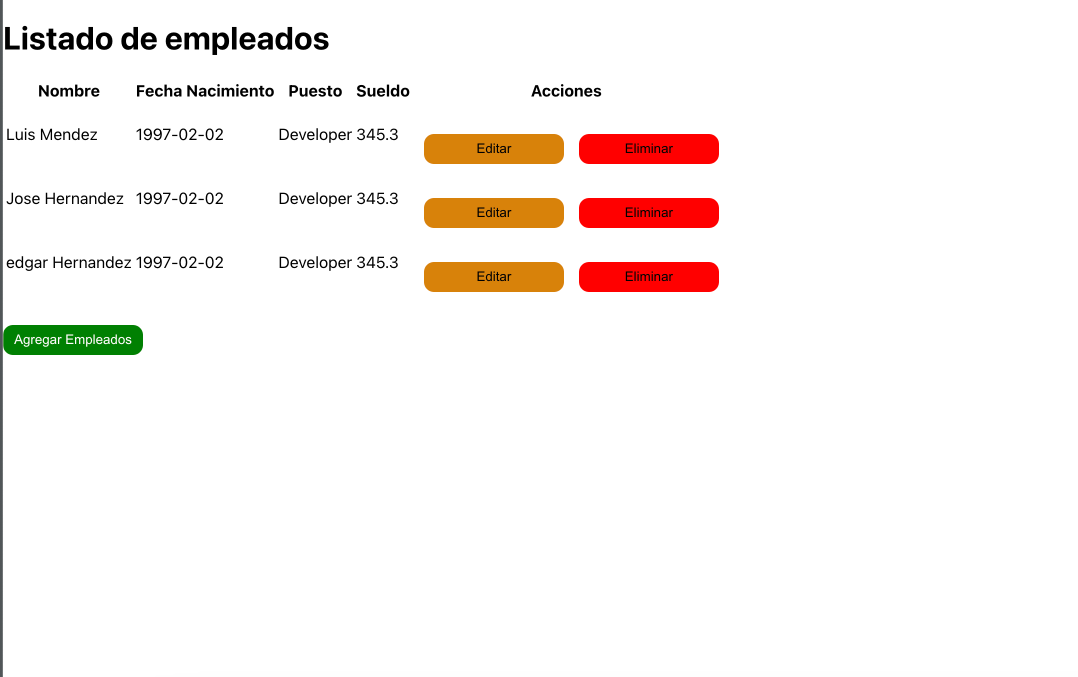 Listado de empleados
Nombre Fecha Nacimiento Puesto Sueldo Acciones
Luis Mendez 1997-02-02 Developer 345.3 Editar Eliminar
Jose Hernandez 1997-02-02 Developer 345.3 Editar Eliminar
edgar Hernandez 1997-02-02 Developer 345.3 Editar Eliminar
Agregar Empleados